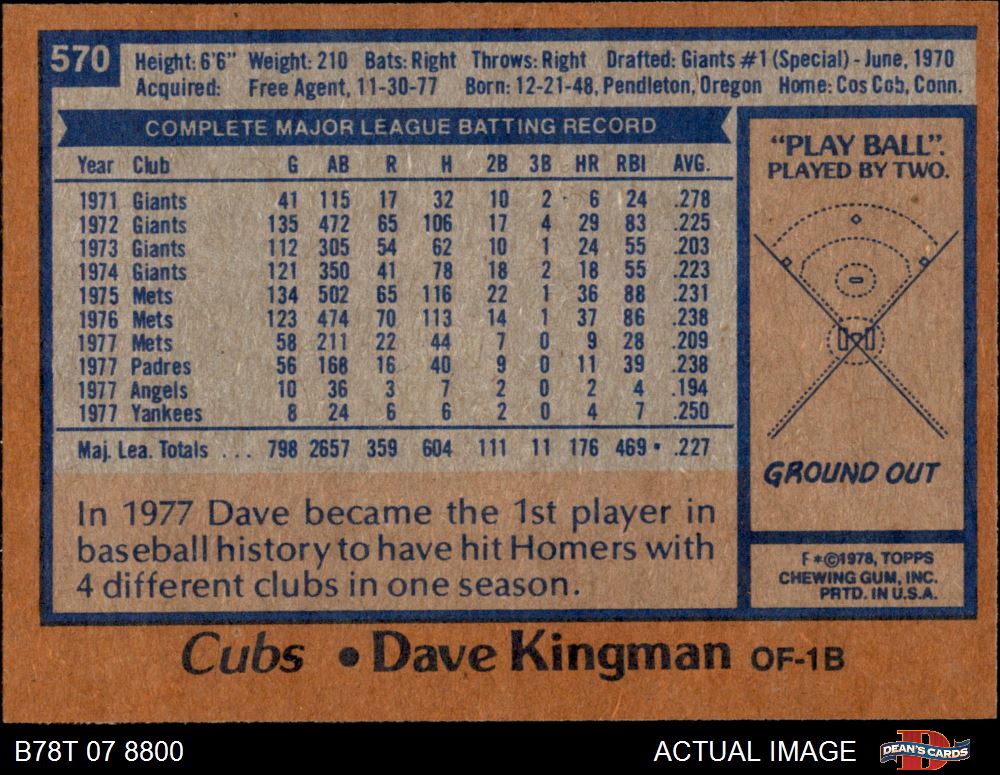 570
Height: 6'6" Weight: 210 Bats: Right Throws: Right Drafted: Giants #1 (Special) - June, 1970
Acquired: Free Agent, 11-30-77 Born: 12-21-48, Pendleton, Oregon Home: Cos Cob, Conn.
COMPLETE MAJOR LEAGUE BATTING RECORD
Year Club G AB R H 2B 3B HR RBI AVG.
1971 Giants 41 115 17 32 10 2 6 24 .278
1972 Giants 135 472 65 106 17 4 29 83 .225
1973 Giants 112 305 54 62 10 1 24 55 .203
1974 Giants 121 350 41 78 18 2 18 55 .223
1975 Mets 134 502 65 116 22 1 36 88 .231
1976 Mets 123 474 70 113 14 1 37 86 .238
1977 Mets 58 211 22 44 7 0 9 28 .209
1977 Padres 56 168 16 40 9 0 11 39 .238
1977 Angels 10 36 3 7 2 0 2 4 .194
1977 Yankees 8 24 6 6 2 0 4 7 .250
Maj. Lea. Totals ... 798 2657 359 604 111 11 176 469 • .227
In 1977 Dave became the 1st player in
baseball history to have hit Homers with
4 different clubs in one season.
"PLAY BALL".
PLAYED BY TWO.
GROUND OUT
F*©1978, TOPPS
CHEWING GUM, INC.
PRTD. IN U.S.A.
Cubs • Dave Kingman OF-1B
B78T 07 8800 ACTUAL IMAGE DEAN'S CARDS